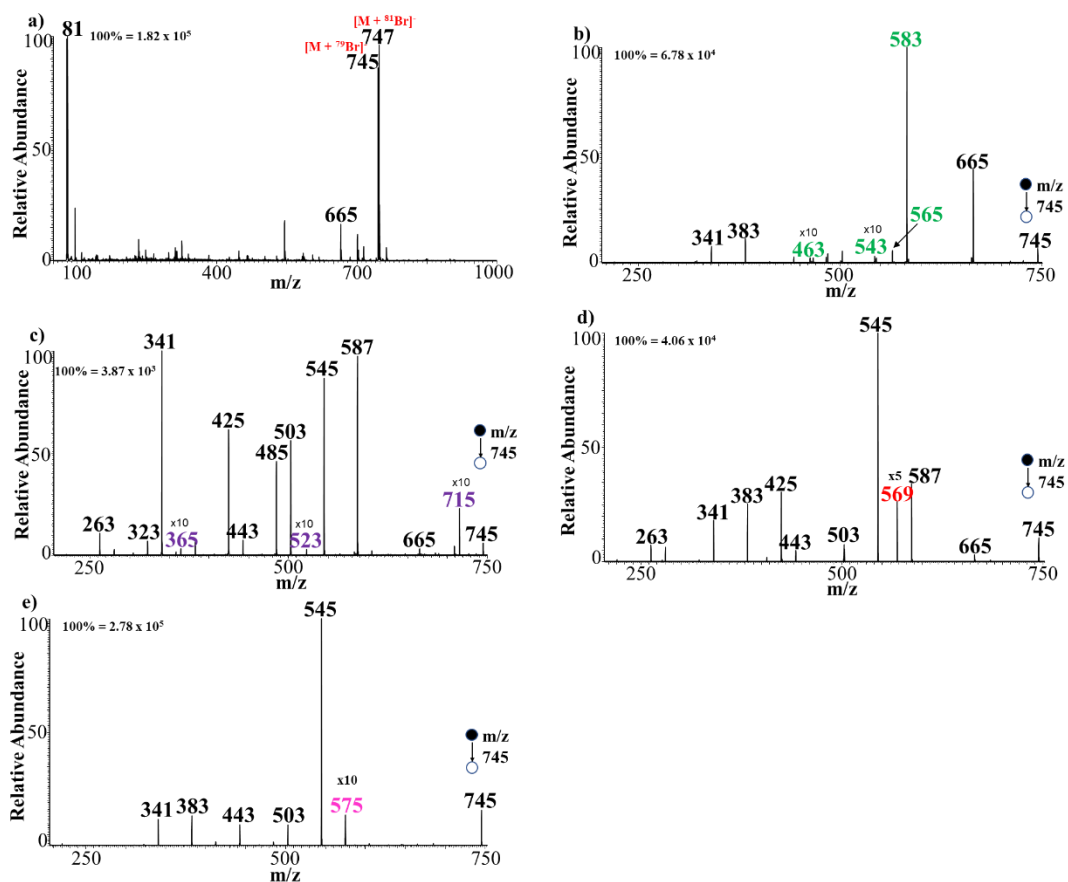 a)
[M + ⁸¹Br]⁻
[M + ⁷⁹Br]⁻
81
100% = 1.82 x 10⁵
747
745
665
100
50
0
Relative Abundance
100
400
700
1000
m/z
b)
100% = 6.78 x 10⁴
583
665
565
x10
543
x10
463
383
341
745
m/z
745
100
50
0
Relative Abundance
250
500
750
m/z
c)
100% = 3.87 x 10³
341
587
545
425
503
485
x10
715
263
323
x10
365
443
x10
523
665
745
m/z
745
100
50
0
Relative Abundance
250
500
750
m/z
d)
100% = 4.06 x 10⁴
545
x5
569
587
425
383
341
263
443
503
665
745
m/z
745
100
50
0
Relative Abundance
250
500
750
m/z
e)
100% = 2.78 x 10⁵
545
x10
575
341
383
443
503
745
m/z
745
100
50
0
Relative Abundance
250
500
750
m/z